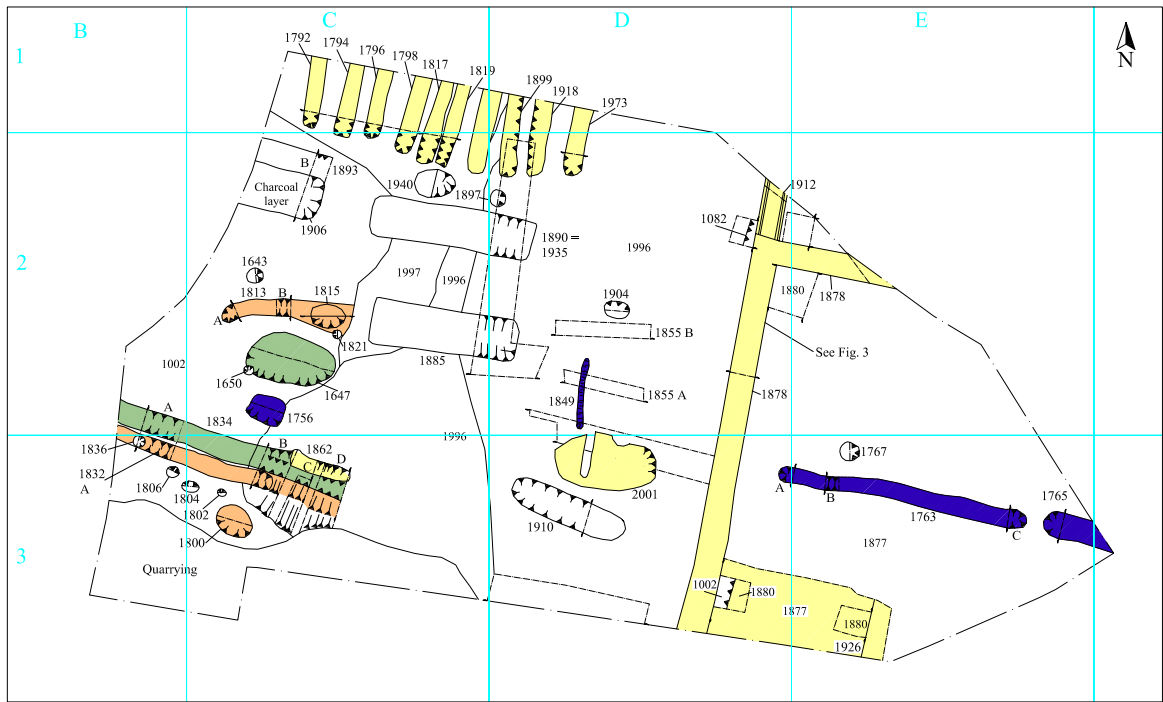 B
C
D
E
1
2
3
N
1792
1794
1796
1798
1817
1819
1899
1918
1973
B
1893
Charcoal
layer
1906
1940
1897
1890 =
1935
1996
1082
1912
1643
1813
B
1815
A
1821
1997
1996
1904
1880
1878
1855 B
See Fig. 3
1002
1650
1647
1885
1855 A
1849
1878
A
1834
1756
1996
1836
1832
A
1806
1804
1802
1800
B
1862
C
D
1767
A
B
1763
C
1765
2001
1910
1877
Quarrying
1002
1880
1877
1880
1926